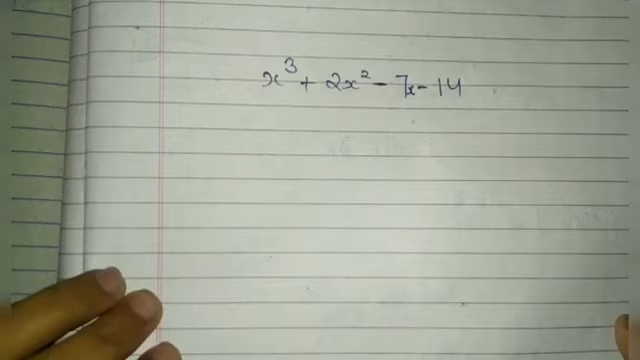 x³ + 2x² - 7x - 14